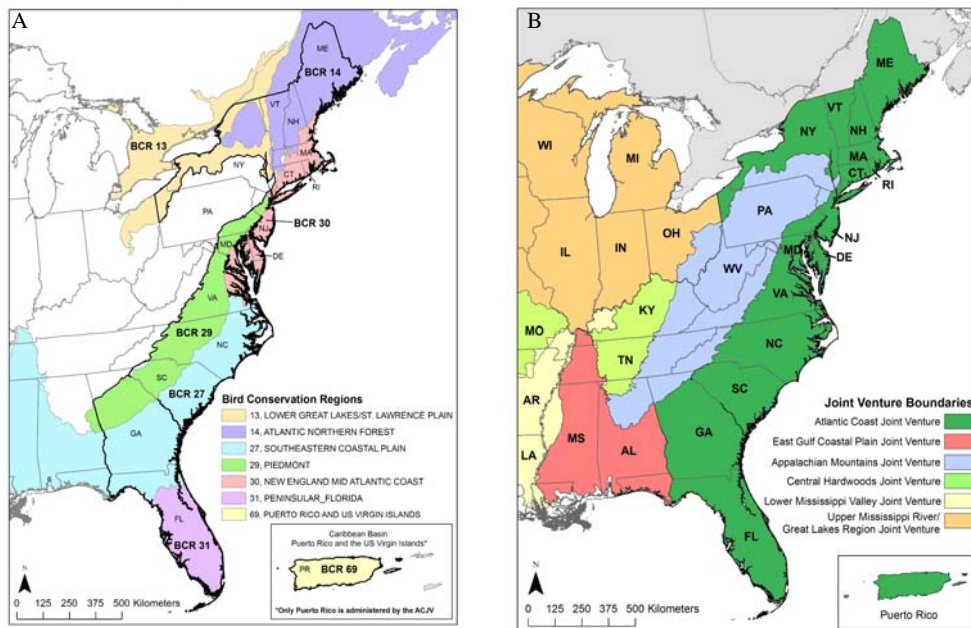 A
ME
BCR 14
VT
NH
BCR 13
NY
MA
CT
RI
PA
BCR 30
NJ
MD
DE
VA
BCR 29
NC
SC
BCR 27
GA
FL
BCR 31
Bird Conservation Regions
13, LOWER GREAT LAKES/ST. LAWRENCE PLAIN
14, ATLANTIC NORTHERN FOREST
27, SOUTHEASTERN COASTAL PLAIN
29, PIEDMONT
30, NEW ENGLAND MID ATLANTIC COAST
31, PENINSULAR_FLORIDA
69, PUERTO RICO AND US VIRGIN ISLANDS
Caribbean Basin
Puerto Rico and the US Virgin Islands*
PR
BCR 69
*Only Puerto Rico is administered by the ACJV
N
0 125 250 375 500 Kilometers
B
ME
VT
NY
NH
WI
MI
MA
CT
RI
PA
OH
NJ
IL
IN
MD
DE
WV
VA
KY
MO
NC
TN
SC
AR
MS
AL
GA
LA
FL
Joint Venture Boundaries
Atlantic Coast Joint Venture
East Gulf Coastal Plain Joint Venture
Appalachian Mountains Joint Venture
Central Hardwoods Joint Venture
Lower Mississippi Valley Joint Venture
Upper Mississippi River/
Great Lakes Region Joint Venture
N
0 125 250 375 500 Kilometers
Puerto Rico